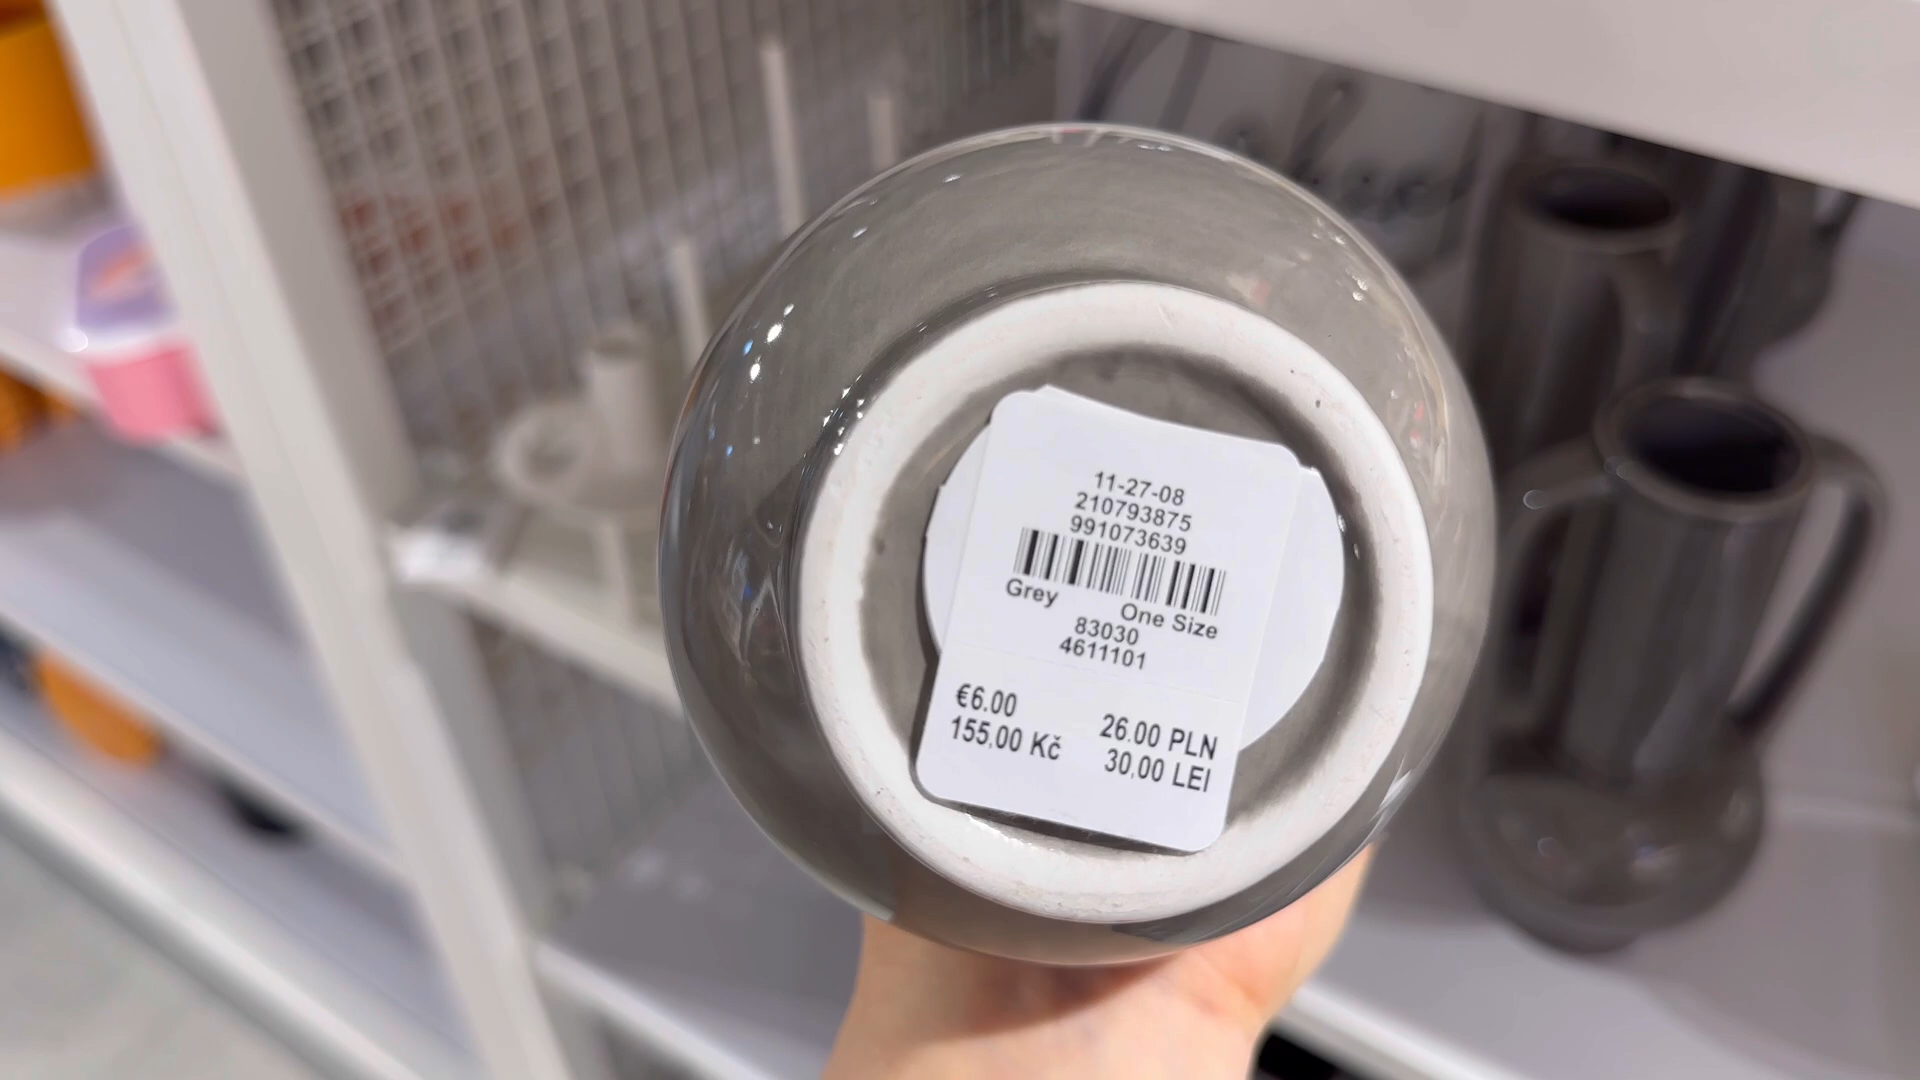 11-27-08
210793875
991073639
Grey One Size
83030
4611101
€6.00 26.00 PLN
155,00 Kč 30,00 LEI